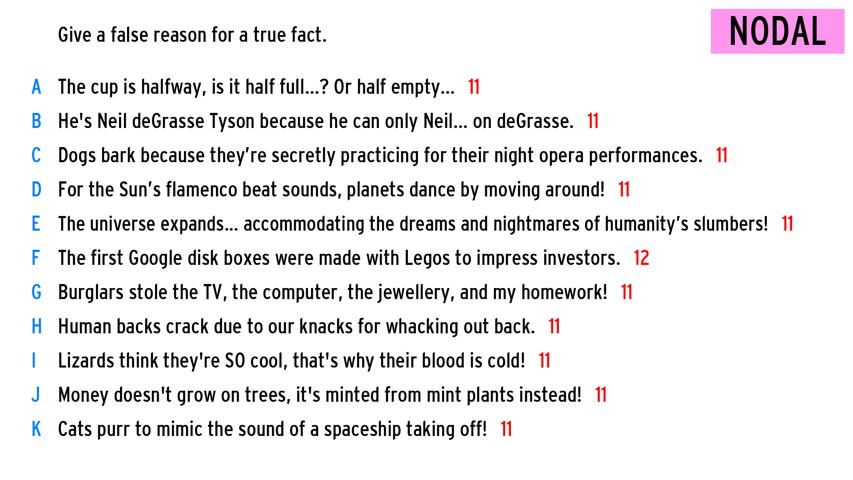 Give a false reason for a true fact.
NODAL
A The cup is halfway, is it half full...? Or half empty... 11
B He's Neil deGrasse Tyson because he can only Neil... on deGrasse. 11
C Dogs bark because they’re secretly practicing for their night opera performances. 11
D For the Sun’s flamenco beat sounds, planets dance by moving around! 11
E The universe expands... accommodating the dreams and nightmares of humanity’s slumbers! 11
F The first Google disk boxes were made with Legos to impress investors. 12
G Burglars stole the TV, the computer, the jewellery, and my homework! 11
H Human backs crack due to our knacks for whacking out back. 11
I Lizards think they're SO cool, that's why their blood is cold! 11
J Money doesn't grow on trees, it's minted from mint plants instead! 11
K Cats purr to mimic the sound of a spaceship taking off! 11